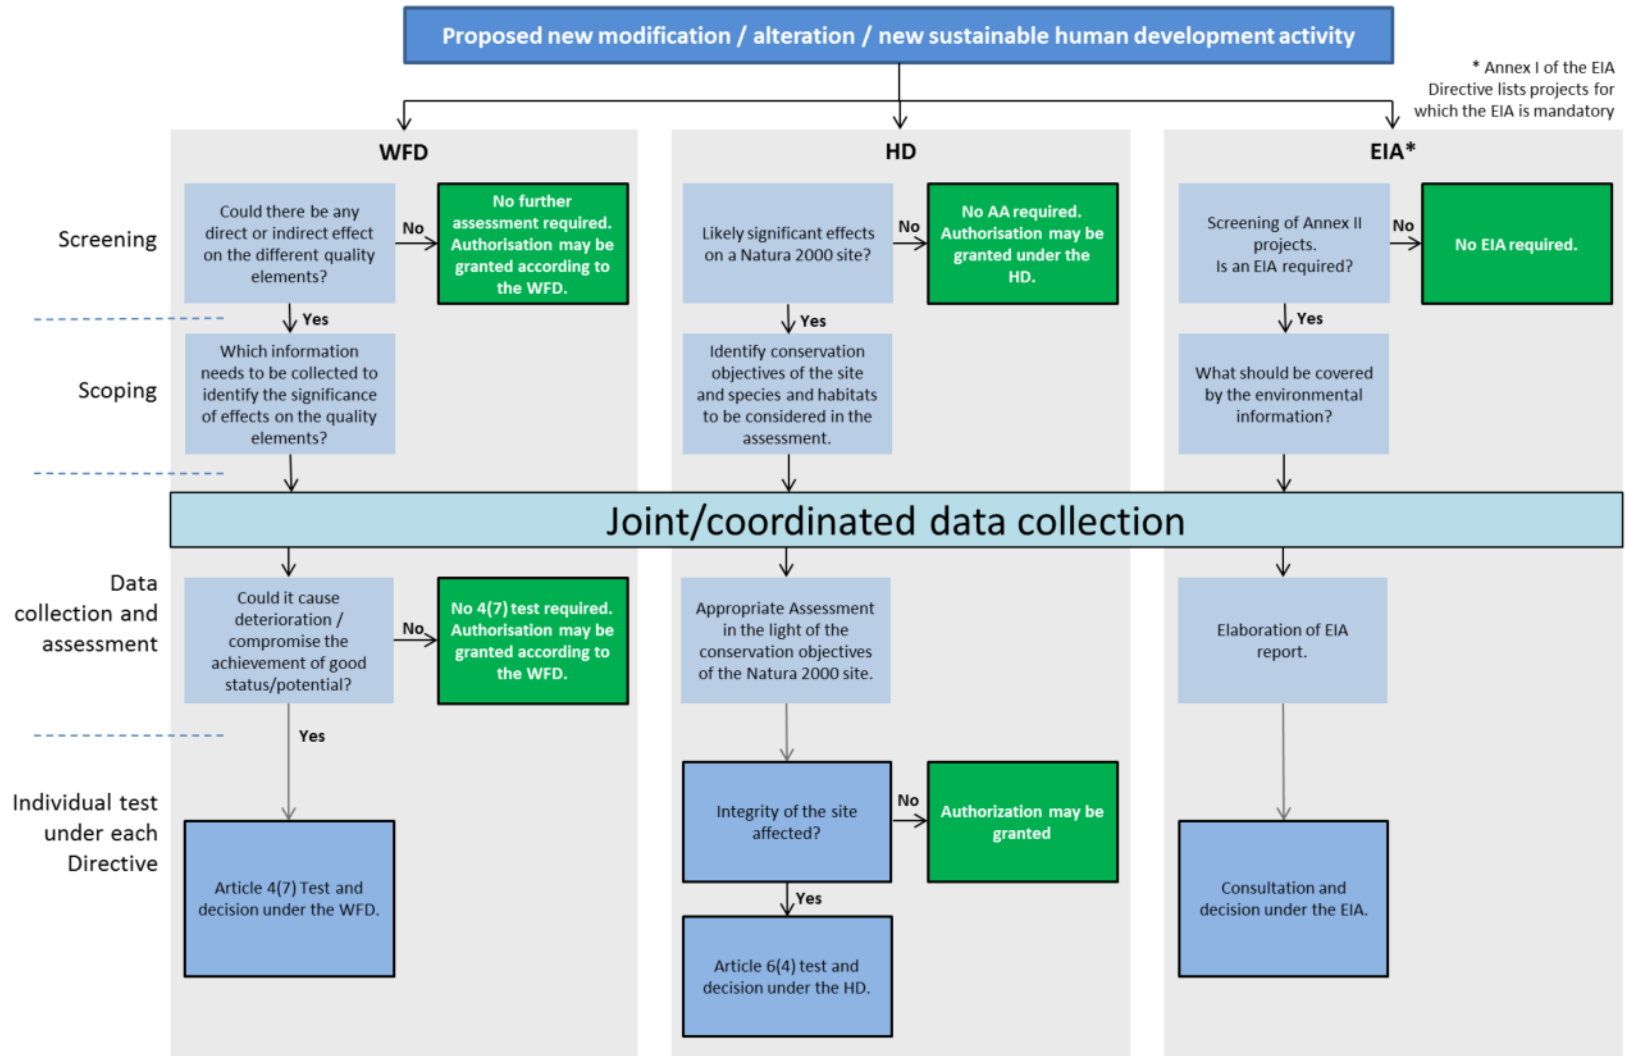 Proposed new modification / alteration / new sustainable human development activity
* Annex I of the EIA
Directive lists projects for
which the EIA is mandatory
WFD
HD
EIA*
Screening
Could there be any
direct or indirect effect
on the different quality
elements?
No
No further
assessment required.
Authorisation may be
granted according to
the WFD.
Likely significant effects
on a Natura 2000 site?
No
No AA required.
Authorisation may be
granted under the
HD.
Screening of Annex II
projects.
Is an EIA required?
No
No EIA required.
Yes
Yes
Yes
Scoping
Which information
needs to be collected to
identify the significance
of effects on the quality
elements?
Identify conservation
objectives of the site
and species and habitats
to be considered in the
assessment.
What should be covered
by the environmental
information?
Joint/coordinated data collection
Data
collection and
assessment
Could it cause
deterioration /
compromise the
achievement of good
status/potential?
No
No 4(7) test required.
Authorisation may be
granted according to
the WFD.
Appropriate Assessment
in the light of the
conservation objectives
of the Natura 2000 site.
Elaboration of EIA
report.
Yes
Individual test
under each
Directive
Article 4(7) Test and
decision under the WFD.
Integrity of the site
affected?
No
Authorization may be
granted
Yes
Article 6(4) test and
decision under the HD.
Consultation and
decision under the EIA.